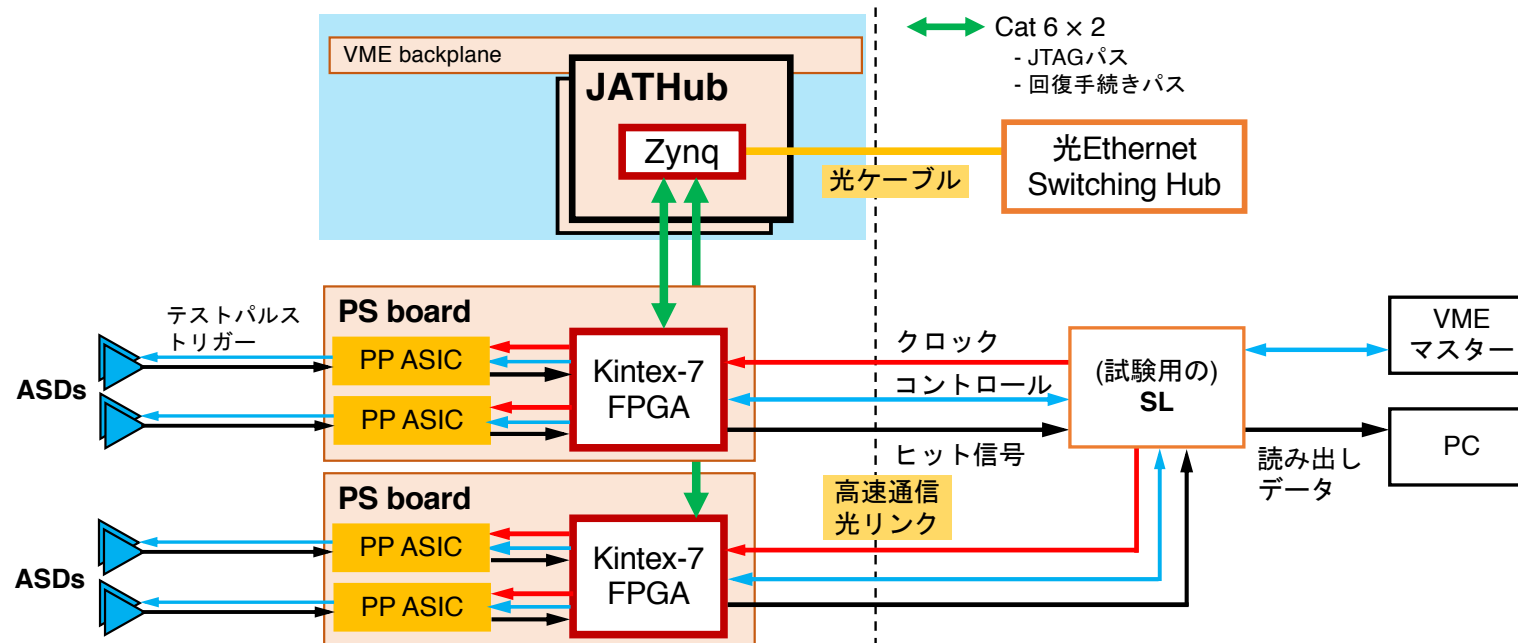 VME backplane
JATHub
Zynq
Cat 6 × 2
- JTAGパス
- 回復手続きパス
光ケーブル
光Ethernet
Switching Hub
テストパルス
トリガー
ASDs
PS board
PP ASIC
PP ASIC
Kintex-7
FPGA
クロック
コントロール
ヒット信号
(試験用の)
SL
VME
マスター
PC
読み出し
データ
高速通信
光リンク
ASDs
PS board
PP ASIC
PP ASIC
Kintex-7
FPGA